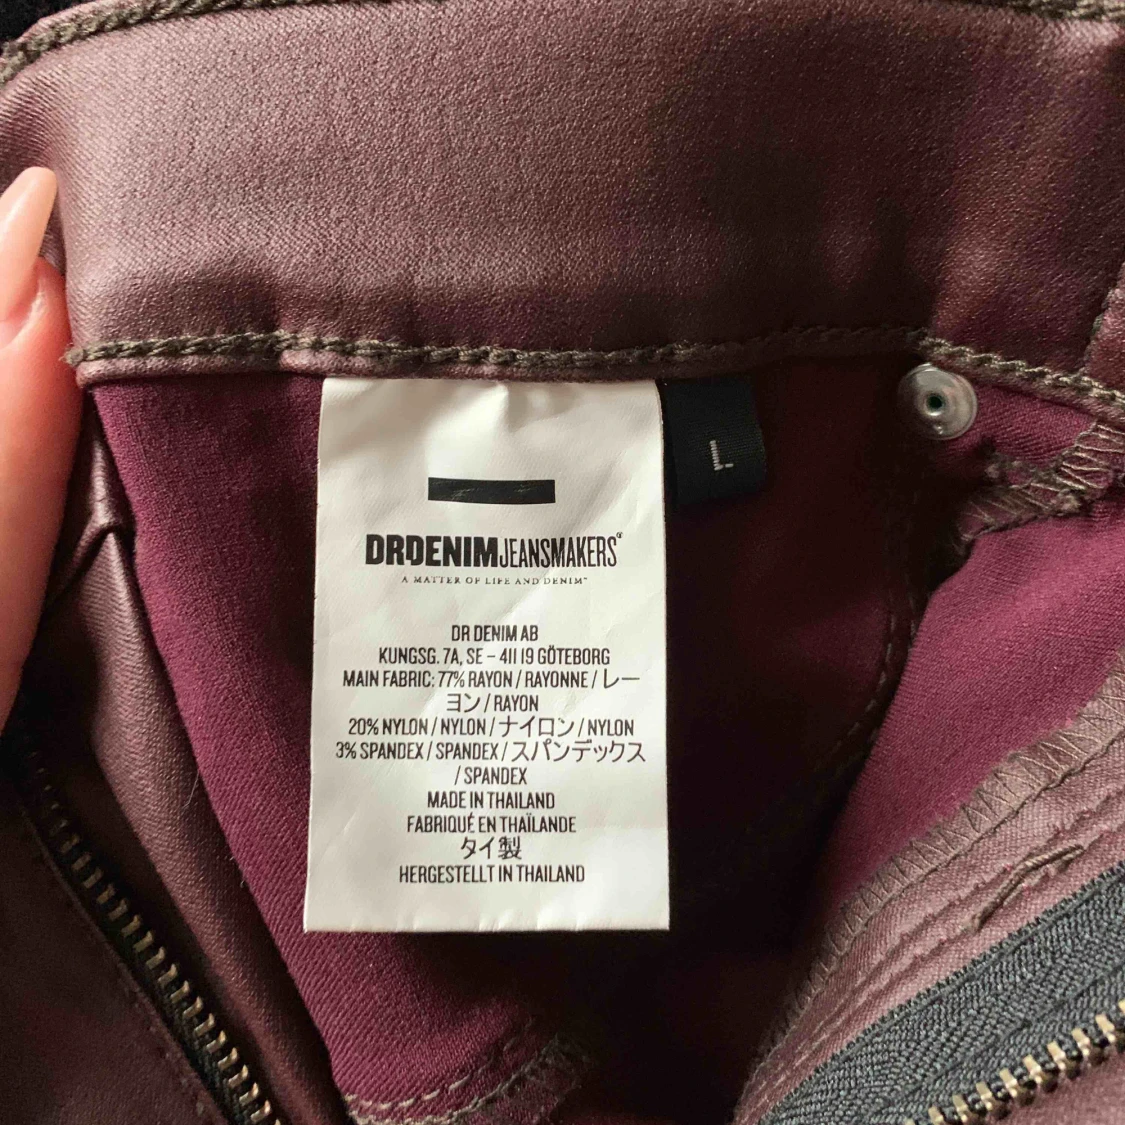 DRDENIMJEANSMAKERS®
A MATTER OF LIFE AND DENIM™
DR DENIM AB
KUNGSG. 7A, SE – 411 19 GÖTEBORG
MAIN FABRIC: 77% RAYON / RAYONNE / レー
ヨン / RAYON
20% NYLON / NYLON / ナイロン / NYLON
3% SPANDEX / SPANDEX / スパンデックス
/ SPANDEX
MADE IN THAILAND
FABRIQUÉ EN THAÏLANDE
タイ製
HERGESTELLT IN THAILAND
L